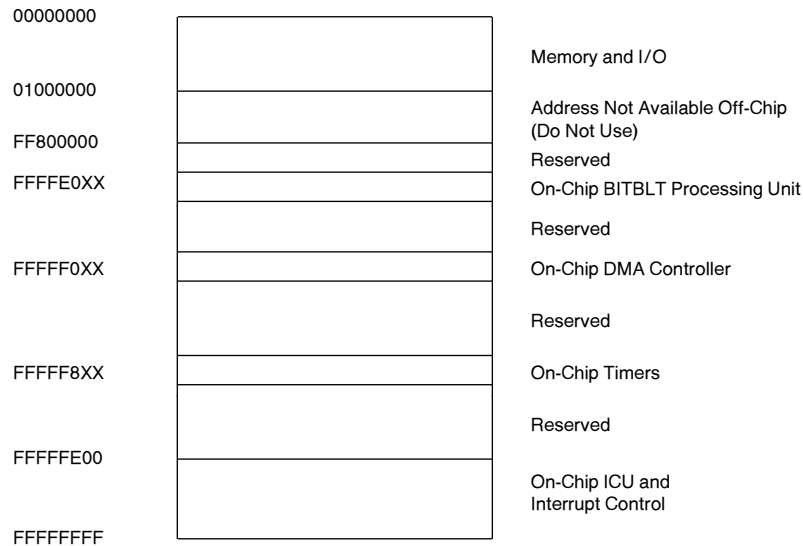 00000000
Memory and I/O
01000000
Address Not Available Off-Chip
(Do Not Use)
FF800000
Reserved
FFFFE0XX
On-Chip BITBLT Processing Unit
Reserved
FFFFF0XX
On-Chip DMA Controller
Reserved
FFFFF8XX
On-Chip Timers
Reserved
FFFFFE00
On-Chip ICU and
Interrupt Control
FFFFFFFF